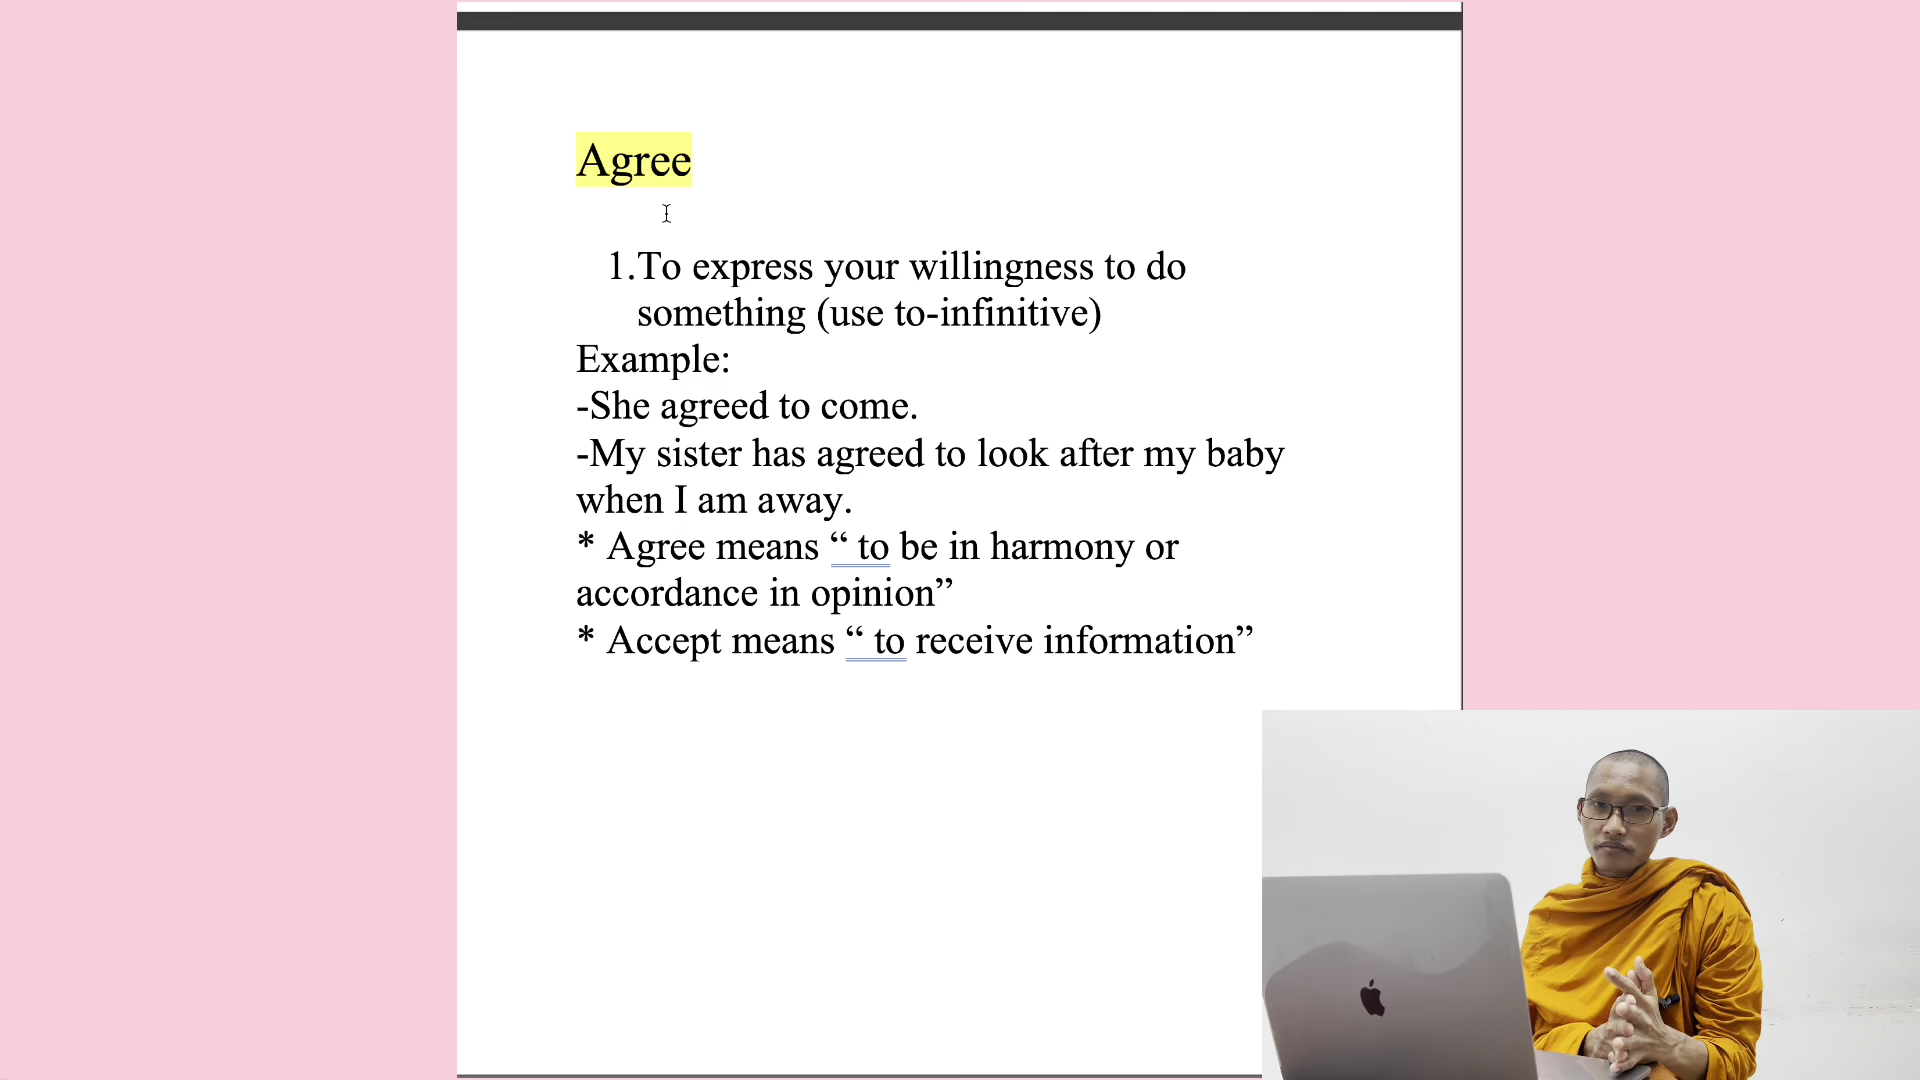 Agree
1.To express your willingness to do
something (use to-infinitive)
Example:
-She agreed to come.
-My sister has agreed to look after my baby
when I am away.
* Agree means “ to be in harmony or
accordance in opinion”
* Accept means “ to receive information”